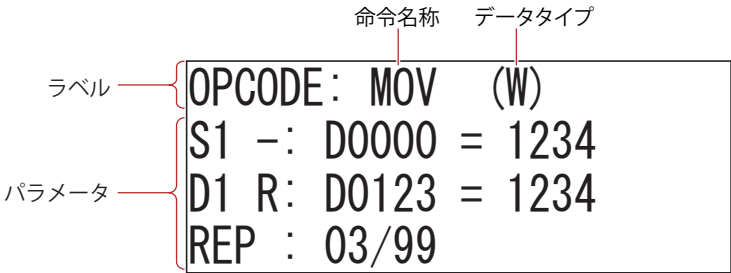 命令名称 データタイプ
ラベル OPCODE: MOV (W)
S1 -: D0000 = 1234
パラメータ D1 R: D0123 = 1234
REP : 03/99